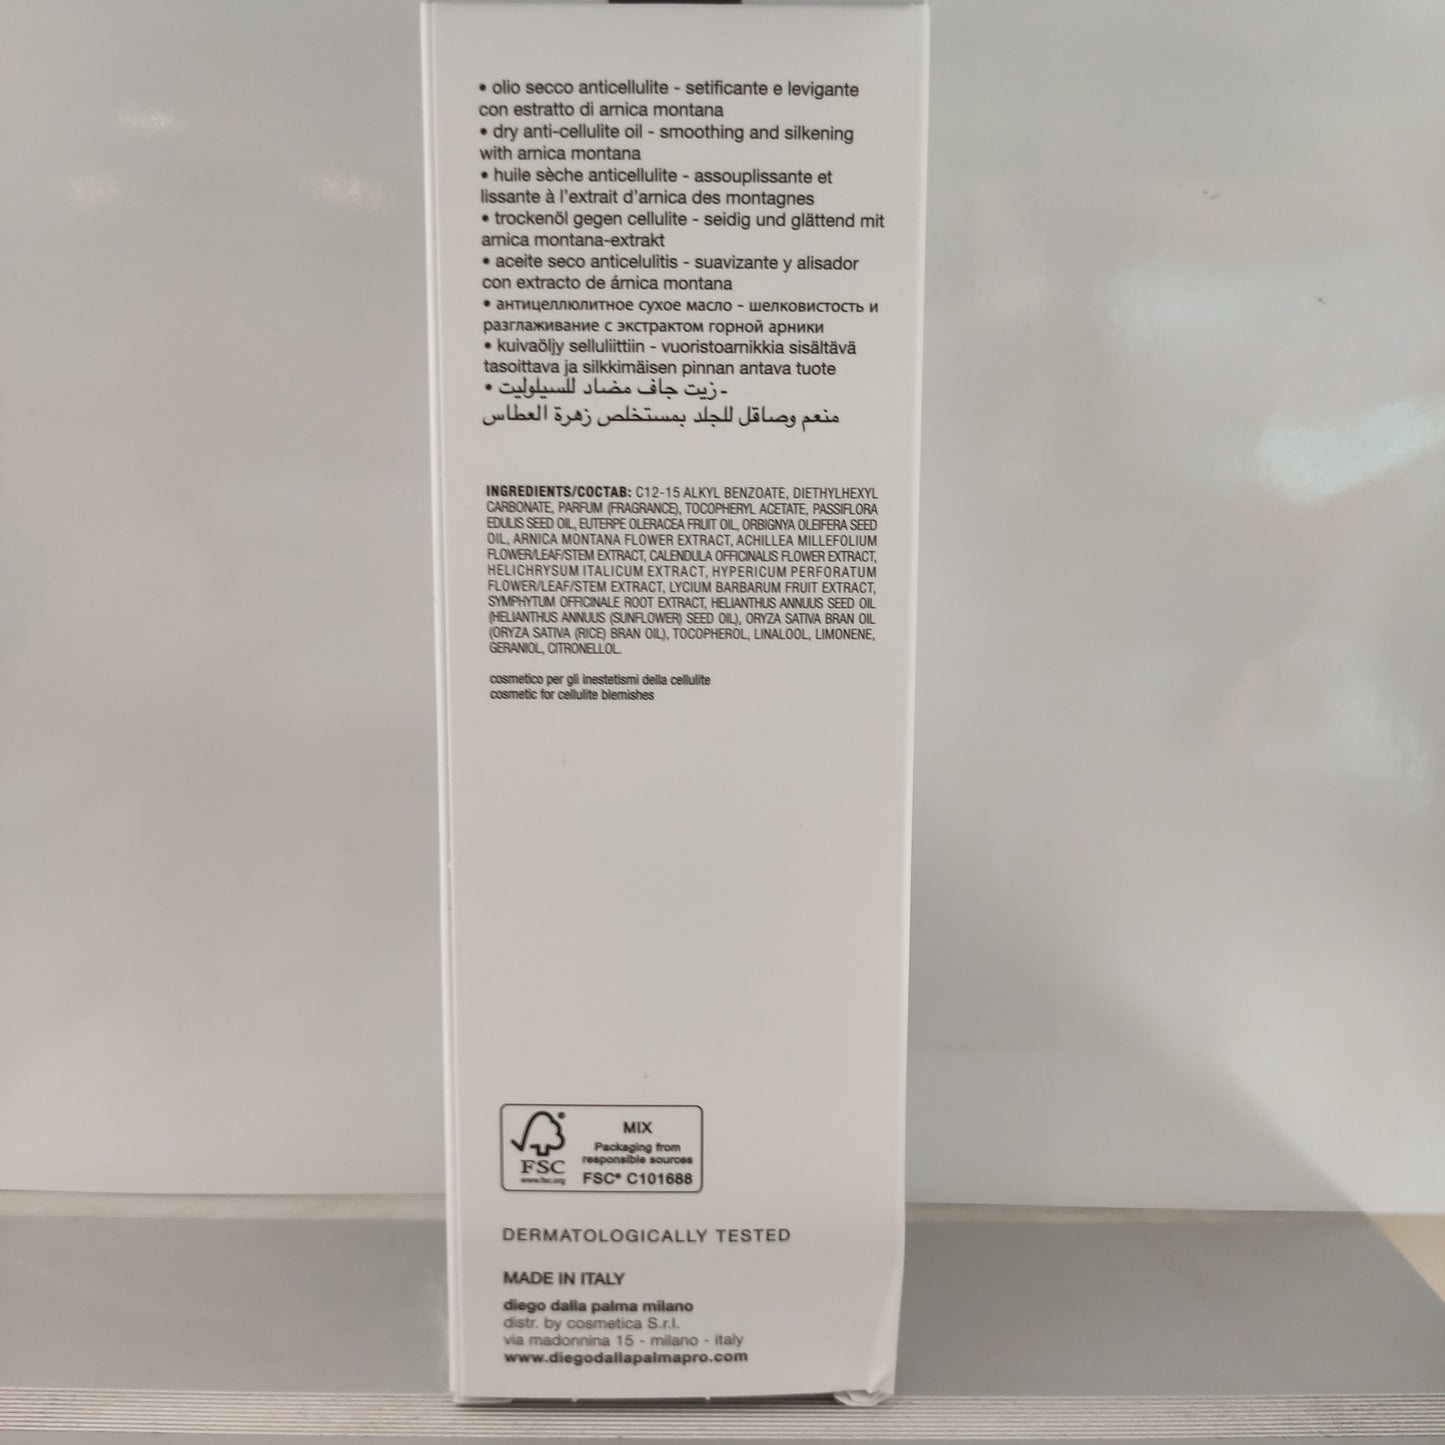 • olio secco anticellulite - setificante e levigante
con estratto di arnica montana
• dry anti-cellulite oil - smoothing and silkening
with arnica montana
• huile sèche anticellulite - assouplissante et
lissante à l'extrait d'arnica des montagnes
• trockenöl gegen cellulite - seidig und glättend mit
arnica montana-extrakt
• aceite seco anticelulitis - suavizante y alisador
con extracto de árnica montana
• антицеллюлитное сухое масло - шелковистость и
разглаживание с экстрактом горной арники
• kuivaöljy selluliittiin - vuoristoarnikkia sisältävä
tasoittava ja silkkimäisen pinnan antava tuote
• زيت جاف مضاد للسيلوليت -
منعم وصاقل للجلد بمستخلص زهرة العطاس
INGREDIENTS/СОСТАВ: C12-15 ALKYL BENZOATE, DIETHYLHEXYL
CARBONATE, PARFUM (FRAGRANCE), TOCOPHERYL ACETATE, PASSIFLORA
EDULIS SEED OIL, EUTERPE OLERACEA FRUIT OIL, ORBIGNYA OLEIFERA SEED
OIL, ARNICA MONTANA FLOWER EXTRACT, ACHILLEA MILLEFOLIUM
FLOWER/LEAF/STEM EXTRACT, CALENDULA OFFICINALIS FLOWER EXTRACT,
HELICHRYSUM ITALICUM EXTRACT, HYPERICUM PERFORATUM
FLOWER/LEAF/STEM EXTRACT, LYCIUM BARBARUM FRUIT EXTRACT,
SYMPHYTUM OFFICINALE ROOT EXTRACT, HELIANTHUS ANNUUS SEED OIL
(HELIANTHUS ANNUUS (SUNFLOWER) SEED OIL), ORYZA SATIVA BRAN OIL
(ORYZA SATIVA (RICE) BRAN OIL), TOCOPHEROL, LINALOOL, LIMONENE,
GERANIOL, CITRONELLOL.
cosmetico per gli inestetismi della cellulite
cosmetic for cellulite blemishes
FSC
www.fsc.org
MIX
Packaging from
responsible sources
FSC® C101688
DERMATOLOGICALLY TESTED
MADE IN ITALY
diego dalla palma milano
distr. by cosmetica S.r.l.
via madonnina 15 - milano - italy
www.diegodallapalmapro.com